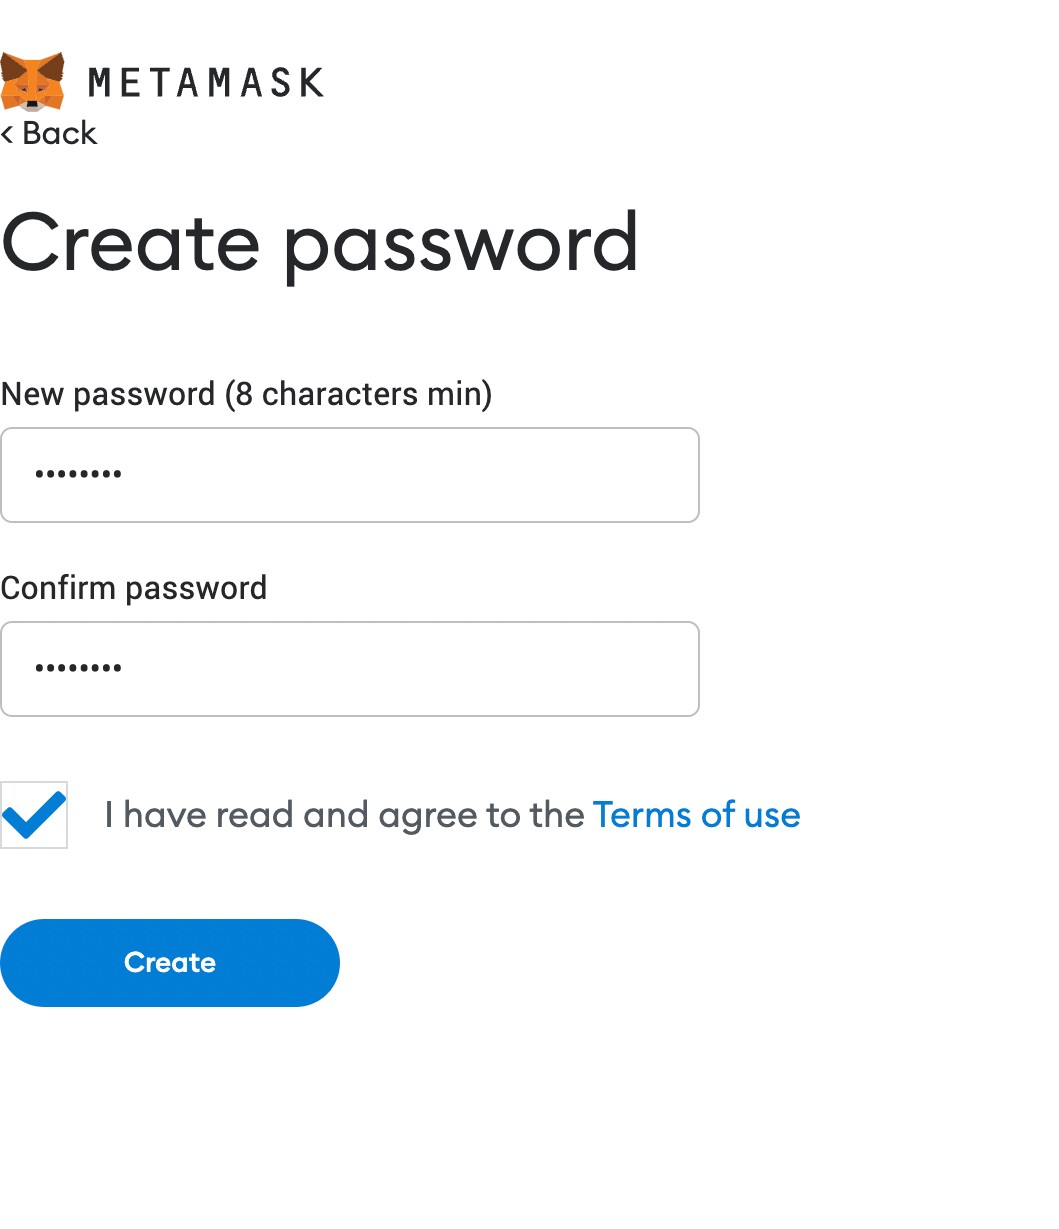 METAMASK
< Back
Create password
New password (8 characters min)
••••••••
Confirm password
••••••••
I have read and agree to the Terms of use
Create